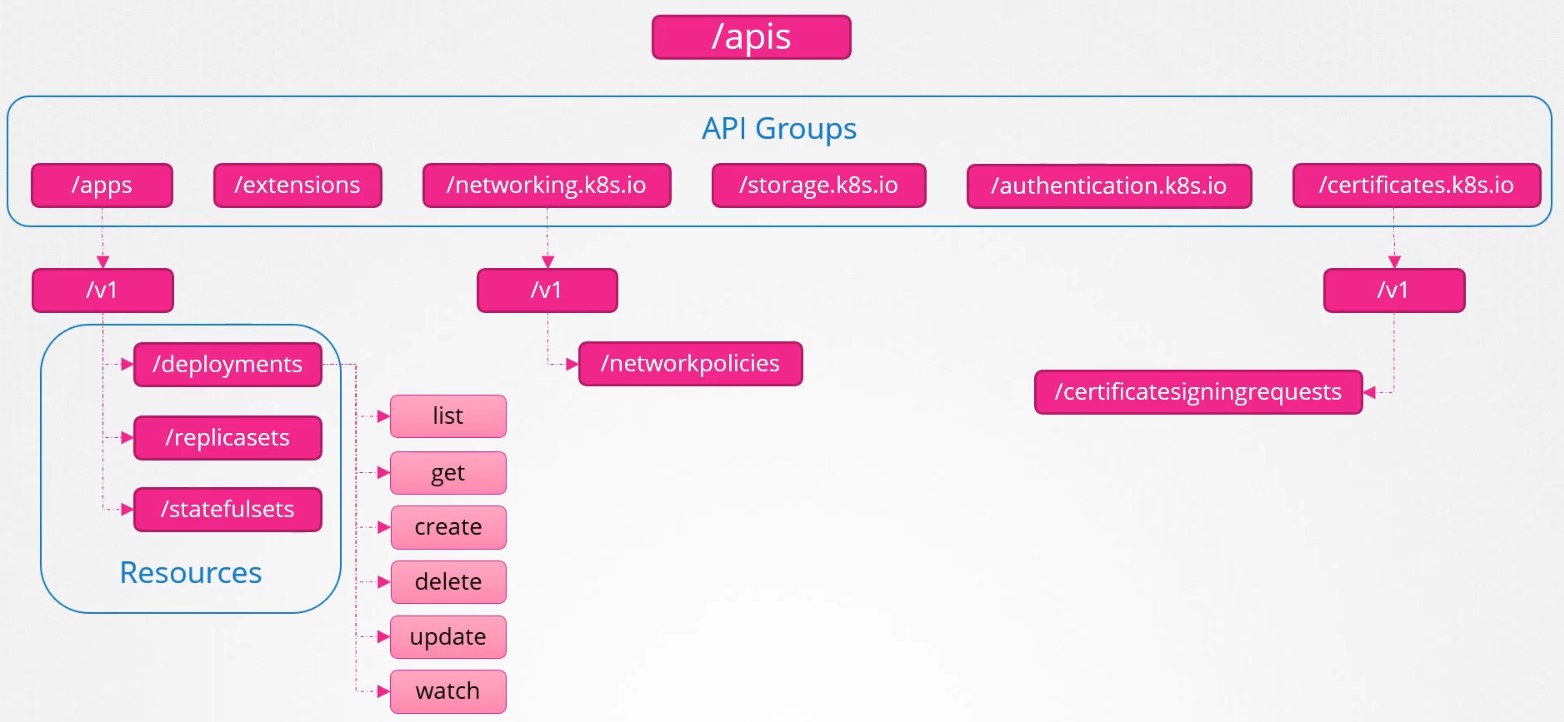 /apis
API Groups
/apps
/extensions
/networking.k8s.io
/storage.k8s.io
/authentication.k8s.io
/certificates.k8s.io
/v1
/v1
/v1
/deployments
/replicasets
/statefulsets
Resources
list
get
create
delete
update
watch
/networkpolicies
/certificatesigningrequests